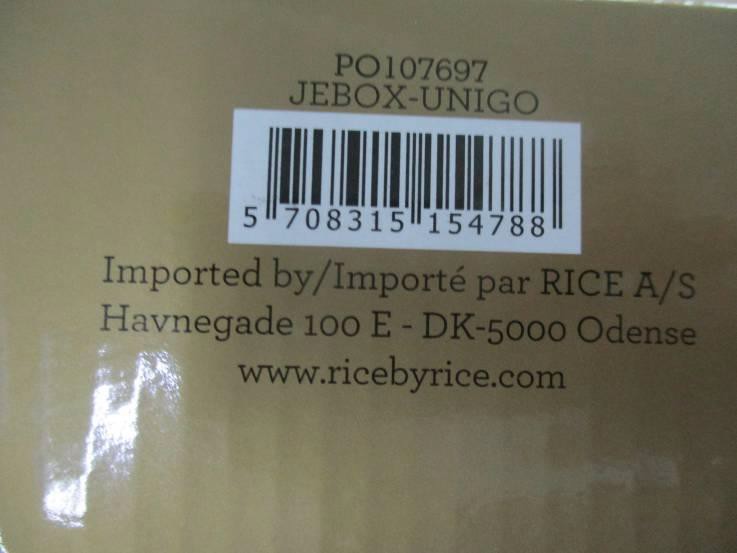 PO107697
JEBOX-UNIGO
5 708315 154788
Imported by/Importé par RICE A/S
Havnegade 100 E - DK-5000 Odense
www.ricebyrice.com